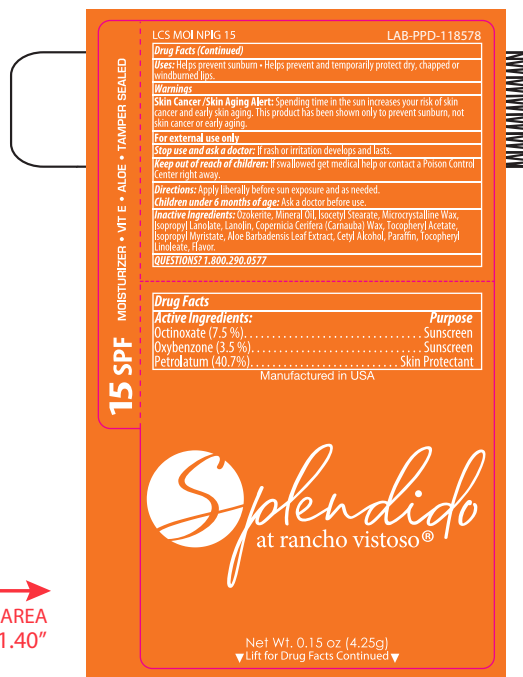 LCS MOI NPIG 15 LAB-PPD-118578
Drug Facts (Continued)
Uses: Helps prevent sunburn • Helps prevent and temporarily protect dry, chapped or
windburned lips.
Warnings
Skin Cancer /Skin Aging Alert: Spending time in the sun increases your risk of skin
cancer and early skin aging. This product has been shown only to prevent sunburn, not
skin cancer or early aging.
For external use only
Stop use and ask a doctor: If rash or irritation develops and lasts.
Keep out of reach of children: If swallowed get medical help or contact a Poison Control
Center right away.
Directions: Apply liberally before sun exposure and as needed.
Children under 6 months of age: Ask a doctor before use.
Inactive Ingredients: Ozokerite, Mineral Oil, Isocetyl Stearate, Microcrystalline Wax,
Isopropyl Lanolate, Lanolin, Copernicia Cerifera (Carnauba) Wax, Tocopheryl Acetate,
Isopropyl Myristate, Aloe Barbadensis Leaf Extract, Cetyl Alcohol, Paraffin, Tocopheryl
Linoleate, Flavor.
QUESTIONS? 1.800.290.0577
15 SPF MOISTURIZER • VIT E • ALOE • TAMPER SEALED
Drug Facts
Active Ingredients: Purpose
Octinoxate (7.5 %)................................ Sunscreen
Oxybenzone (3.5 %).............................. Sunscreen
Petrolatum (40.7%).......................... Skin Protectant
Manufactured in USA
Splendido
at rancho vistoso®
AREA
1.40"
Net Wt. 0.15 oz (4.25g)
▼Lift for Drug Facts Continued▼